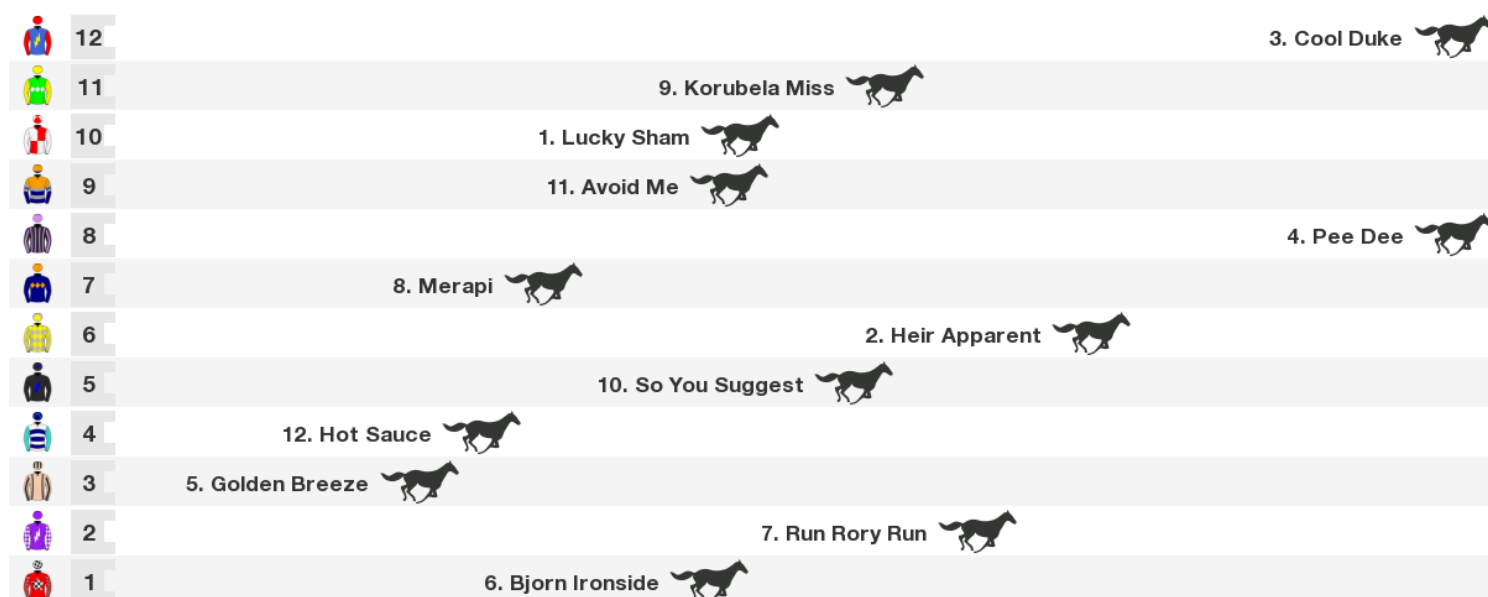 12 3. Cool Duke
11 9. Korubela Miss
10 1. Lucky Sham
9 11. Avoid Me
8 4. Pee Dee
7 8. Merapi
6 2. Heir Apparent
5 10. So You Suggest
4 12. Hot Sauce
3 5. Golden Breeze
2 7. Run Rory Run
1 6. Bjorn Ironside